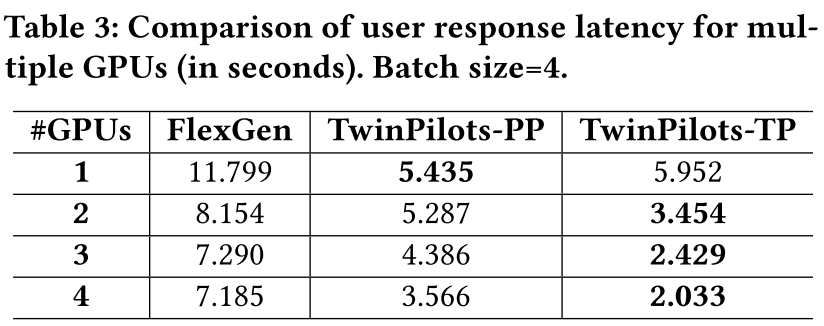 Table 3: Comparison of user response latency for mul-
tiple GPUs (in seconds). Batch size=4.
#GPUs FlexGen TwinPilots-PP TwinPilots-TP
1 11.799 5.435 5.952
2 8.154 5.287 3.454
3 7.290 4.386 2.429
4 7.185 3.566 2.033